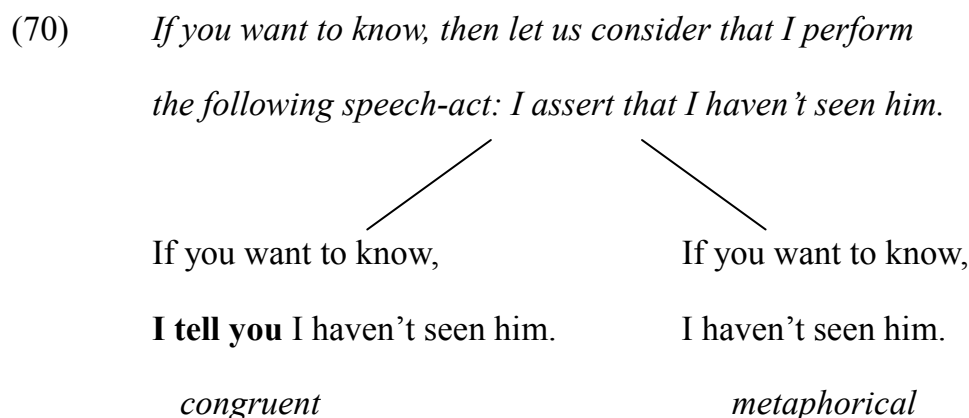 (70) If you want to know, then let us consider that I perform
the following speech-act: I assert that I haven't seen him.
If you want to know, If you want to know,
I tell you I haven't seen him. I haven't seen him.
congruent metaphorical